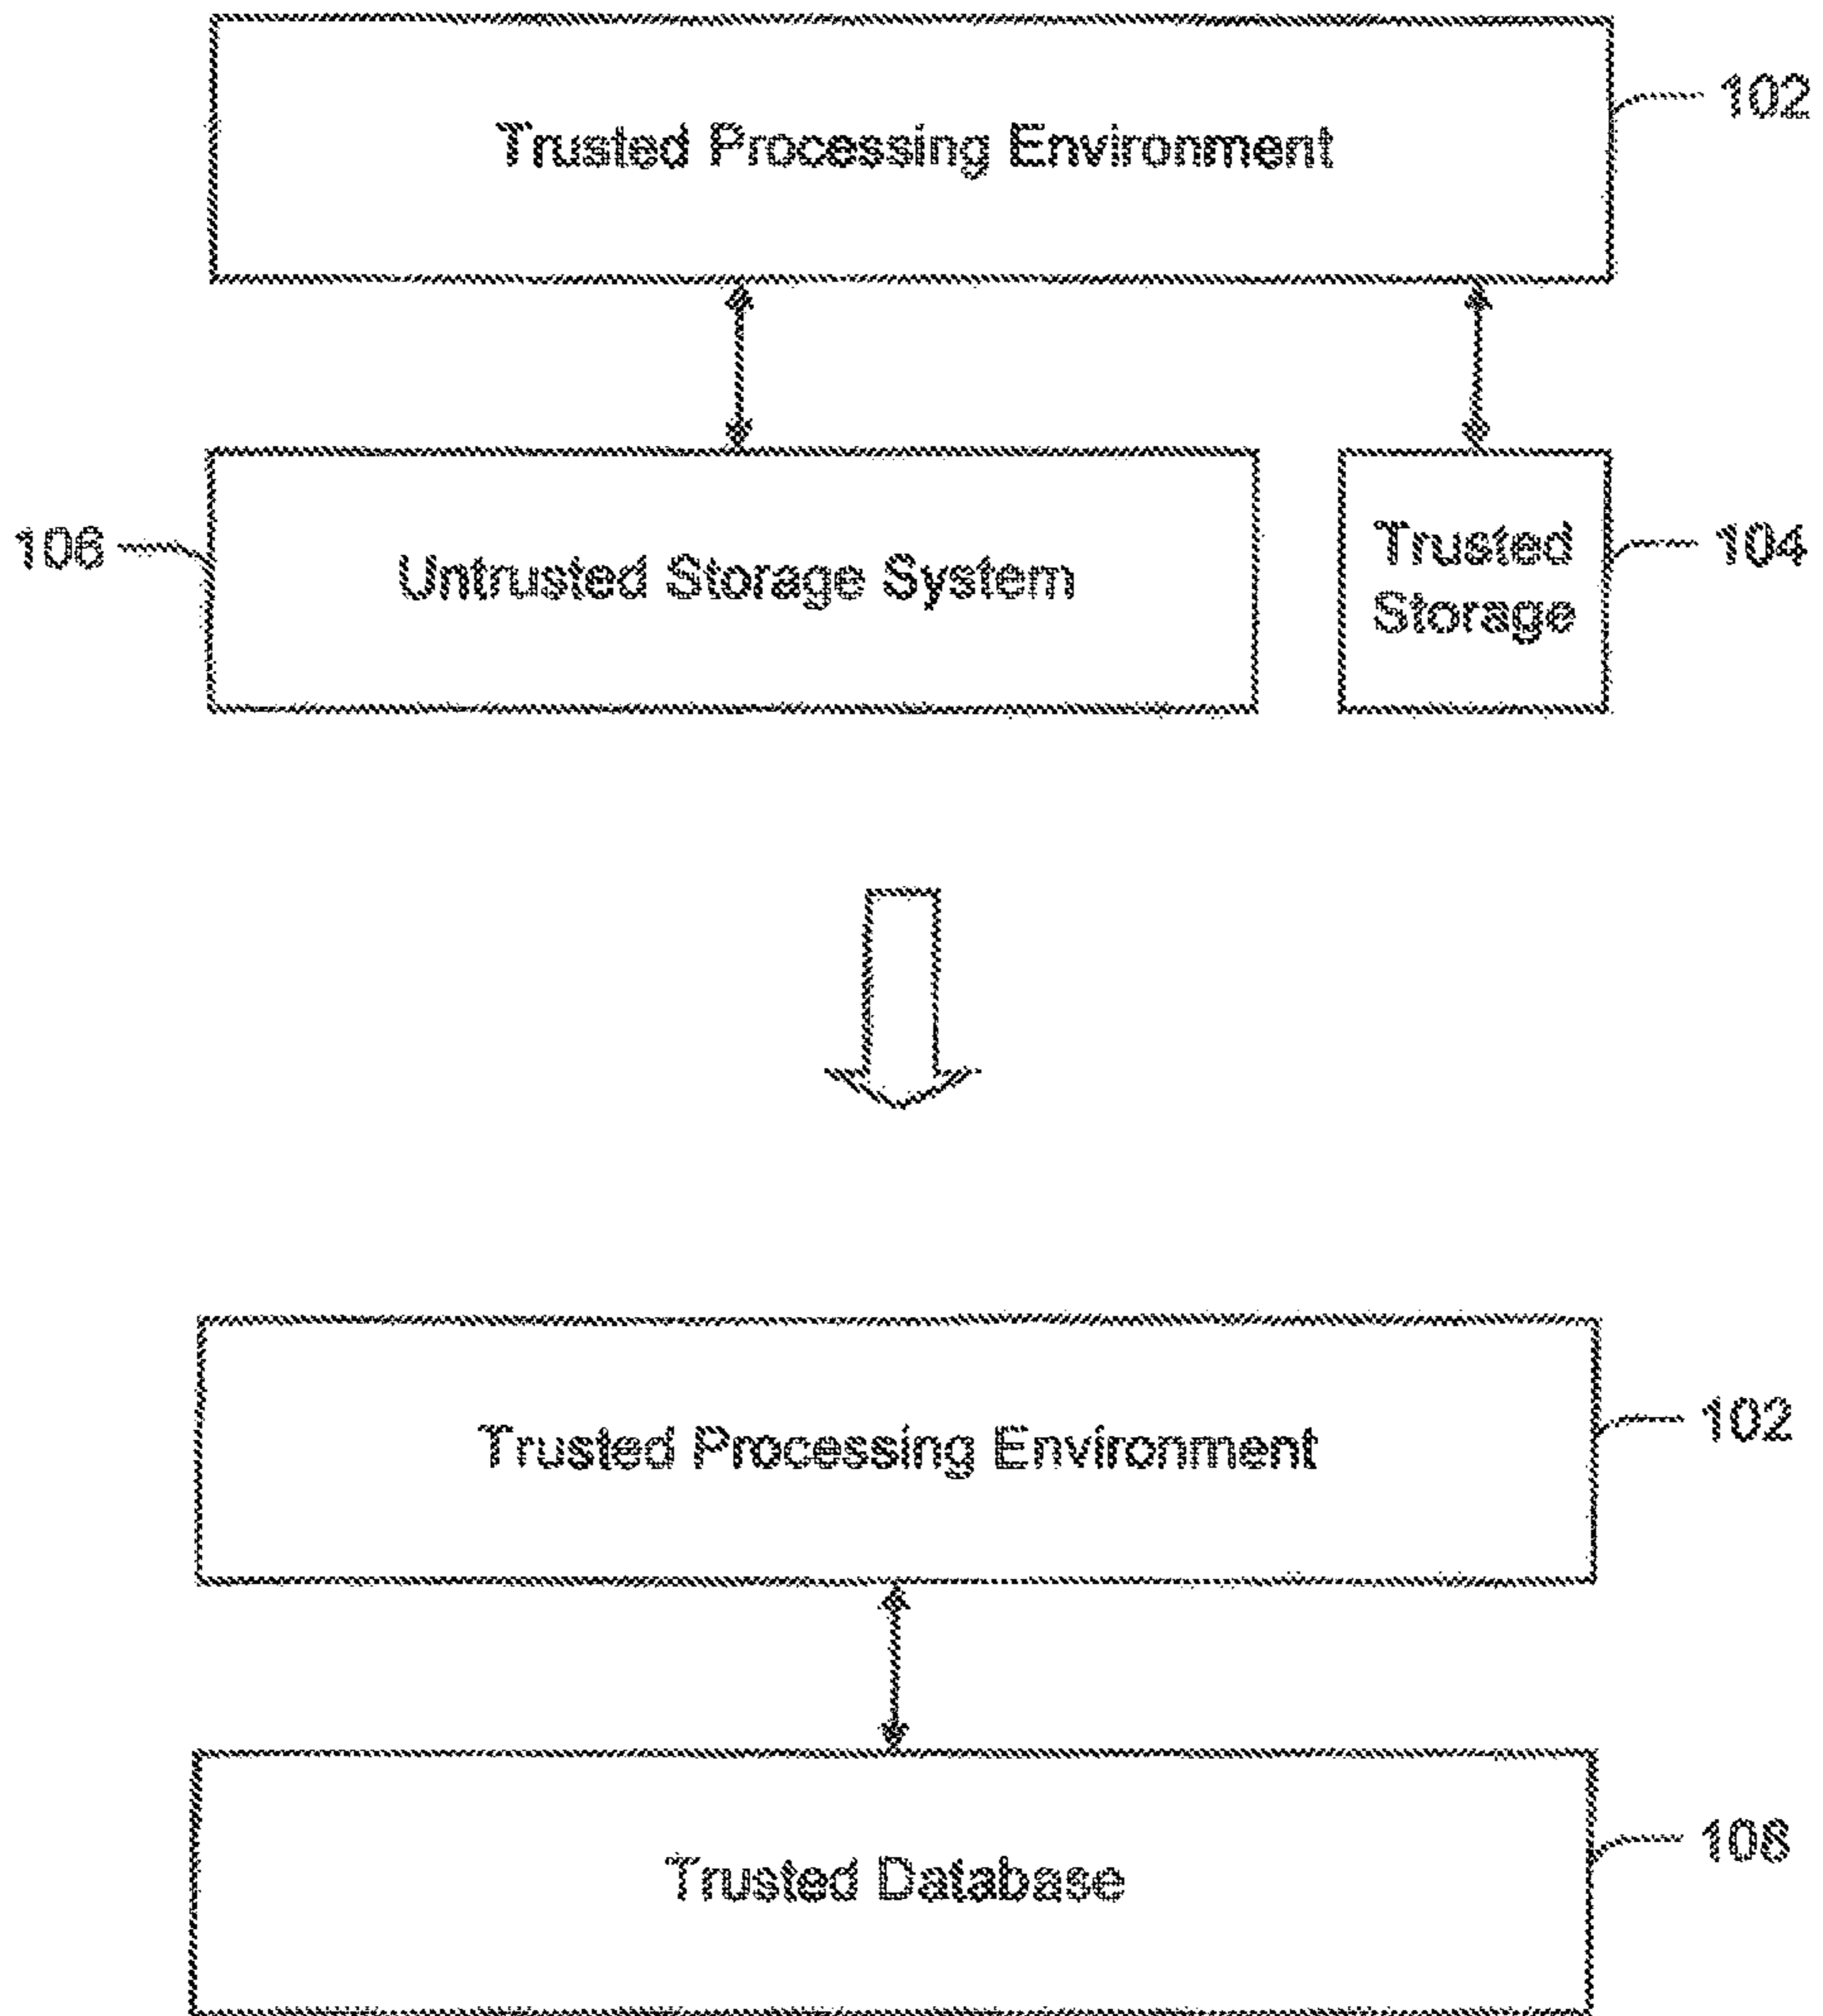 Trusted Processing Environment
102
106
Untrusted Storage System
Trusted
Storage
104
Trusted Processing Environment
102
Trusted Database
108